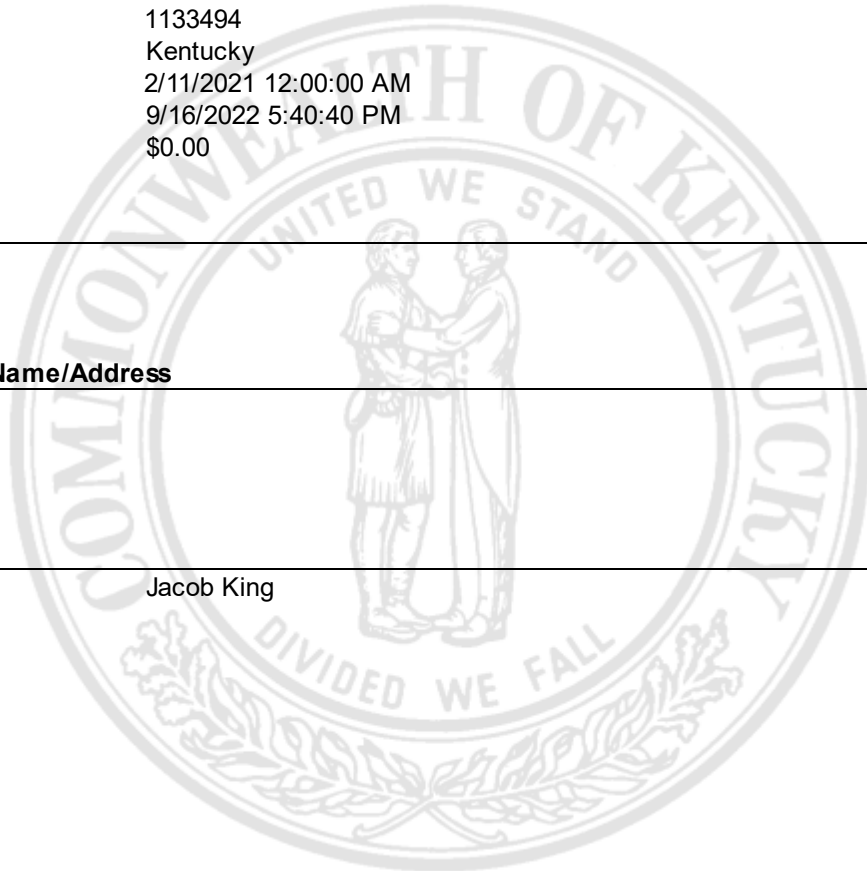 1133494
Kentucky
2/11/2021 12:00:00 AM
9/16/2022 5:40:40 PM
$0.00
COMMONWEALTH OF KENTUCKY
UNITED WE STAND
Name/Address
Jacob King
DIVIDED WE FALL